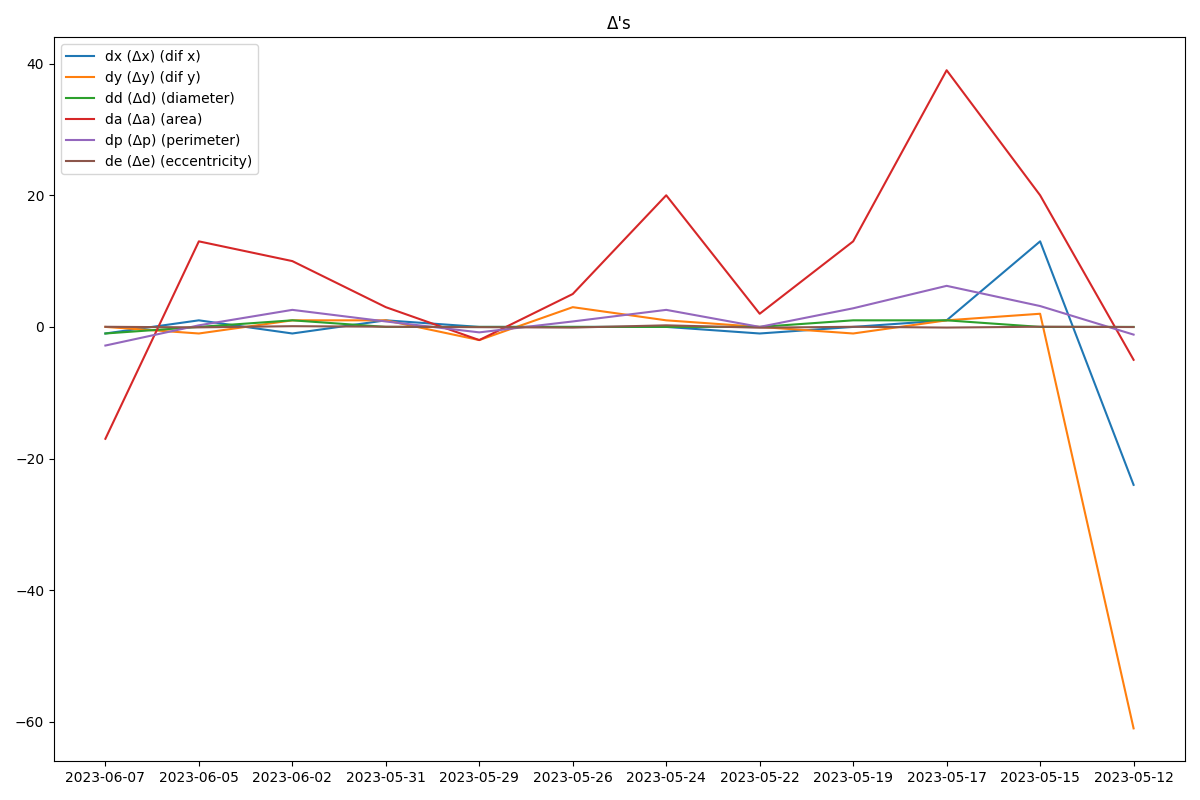 Δ's
dx (Δx) (dif x)
dy (Δy) (dif y)
dd (Δd) (diameter)
da (Δa) (area)
dp (Δp) (perimeter)
de (Δe) (eccentricity)
40
20
0
−20
−40
−60
2023-06-07 2023-06-05 2023-06-02 2023-05-31 2023-05-29 2023-05-26 2023-05-24 2023-05-22 2023-05-19 2023-05-17 2023-05-15 2023-05-12